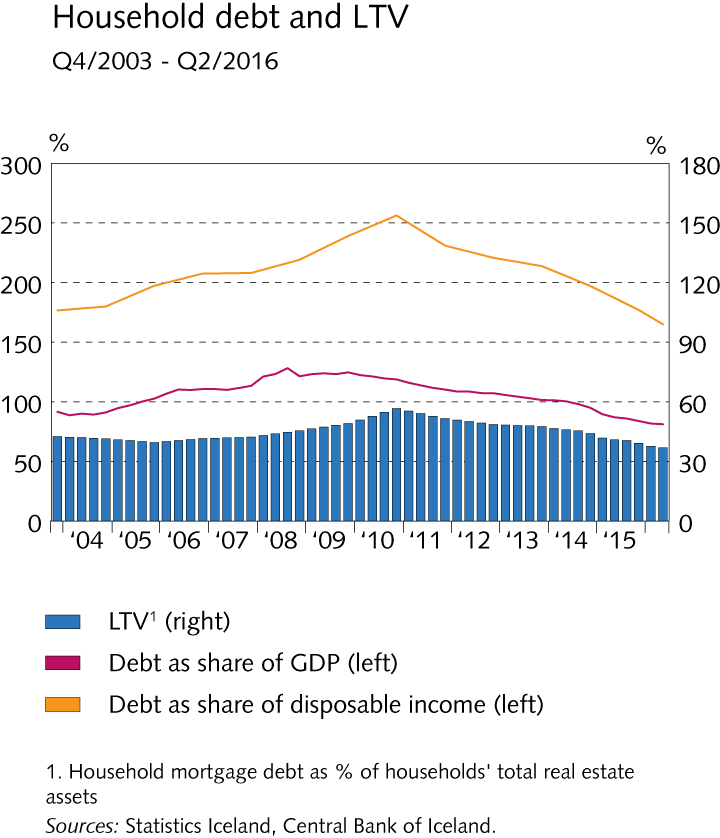 Household debt and LTV
Q4/2003 - Q2/2016
% %
300 180
250 150
200 120
150 90
100 60
50 30
0 0
‘04 ‘05 ‘06 ‘07 ‘08 ‘09 ‘10 ‘11 ‘12 ‘13 ‘14 ‘15
LTV¹ (right)
Debt as share of GDP (left)
Debt as share of disposable income (left)
1. Household mortgage debt as % of households' total real estate
assets
Sources: Statistics Iceland, Central Bank of Iceland.